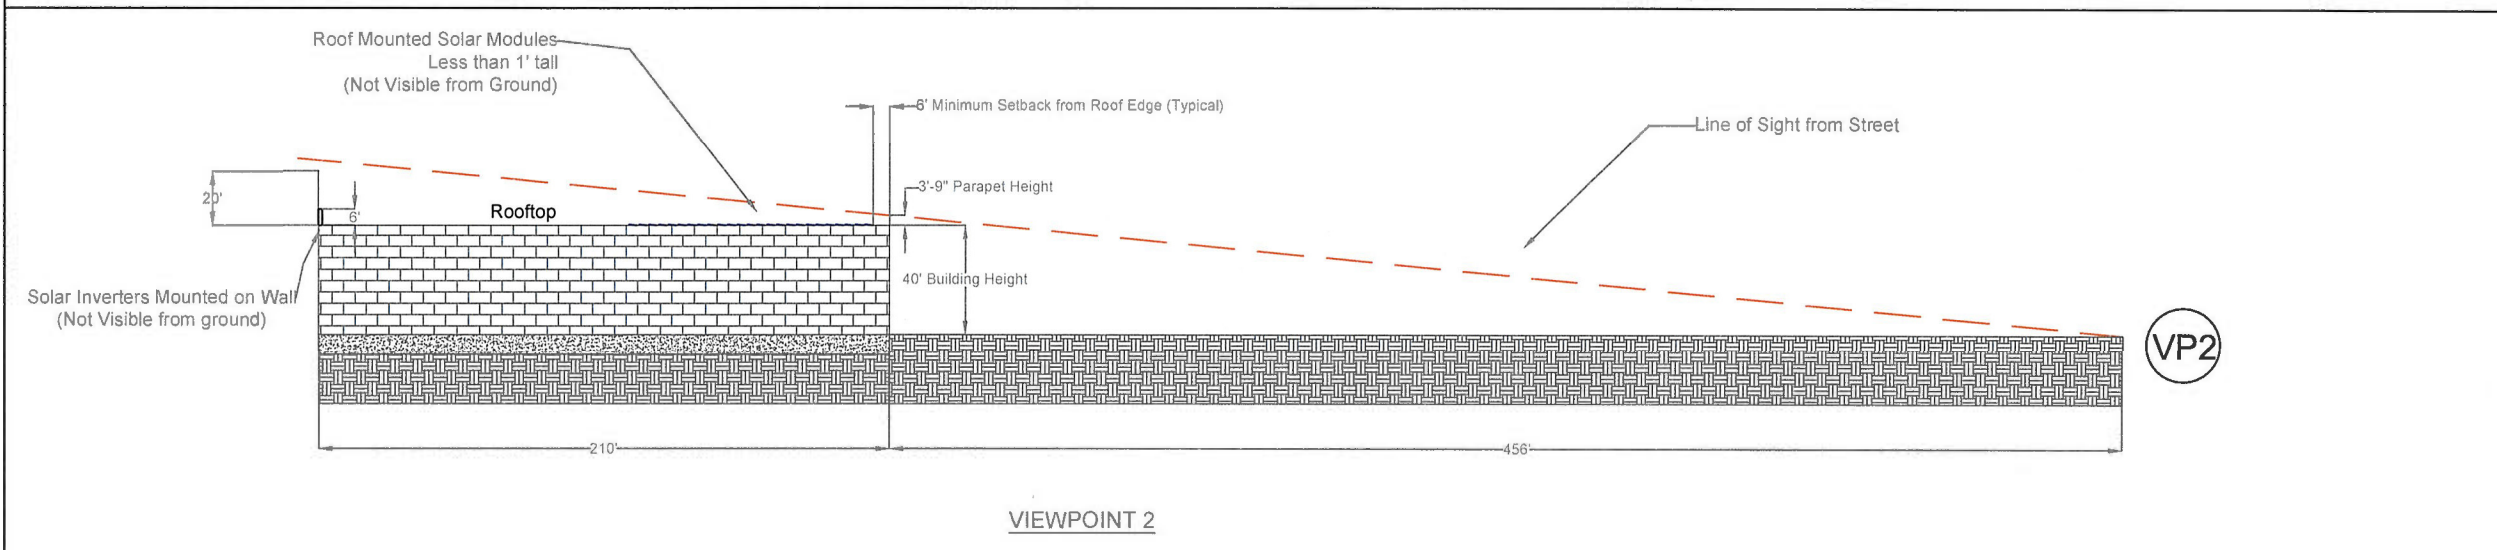 Roof Mounted Solar Modules
Less than 1' tall
(Not Visible from Ground)
6' Minimum Setback from Roof Edge (Typical)
Line of Sight from Street
20'
6'
Rooftop
3'-9" Parapet Height
40' Building Height
Solar Inverters Mounted on Wall
(Not Visible from ground)
VP2
210'
456'
VIEWPOINT 2